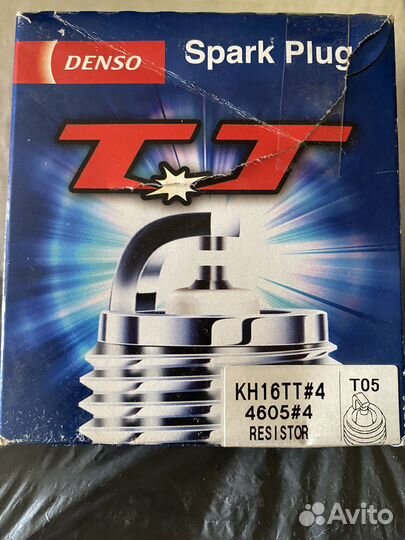 DENSO
Spark Plug
TT
KH16TT#4
4605#4
RESISTOR
T05
Avito